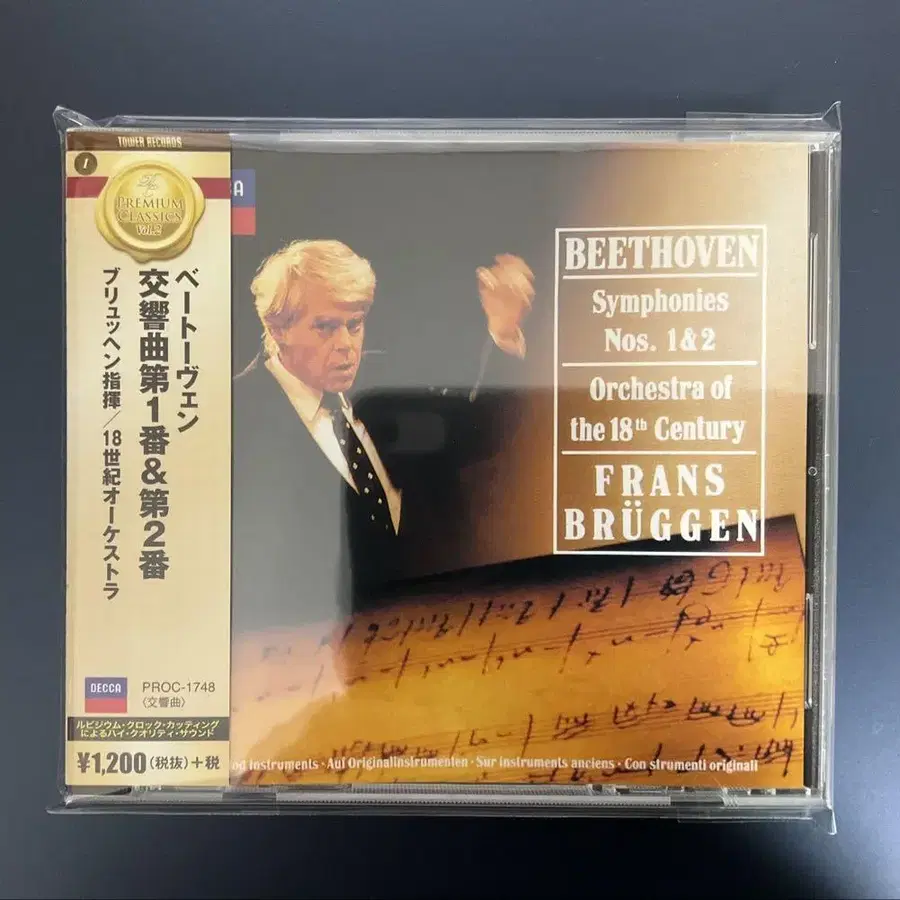 TOWER RECORDS
1
PREMIUM
CLASSICS
Vol.2
ベートーヴェン
交響曲第1番&第2番
ブリュッヘン指揮/18世紀オーケストラ
DECCA
PROC-1748
〈交響曲〉
ルビジウム・クロック・カッティング
によるハイ・クオリティ・サウンド
¥1,200(税抜)+税
BEETHOVEN
Symphonies
Nos. 1 & 2
Orchestra of
the 18th Century
FRANS
BRÜGGEN
instruments · Auf Originalinstrumenten · Sur instruments anciens · Con strumenti originali